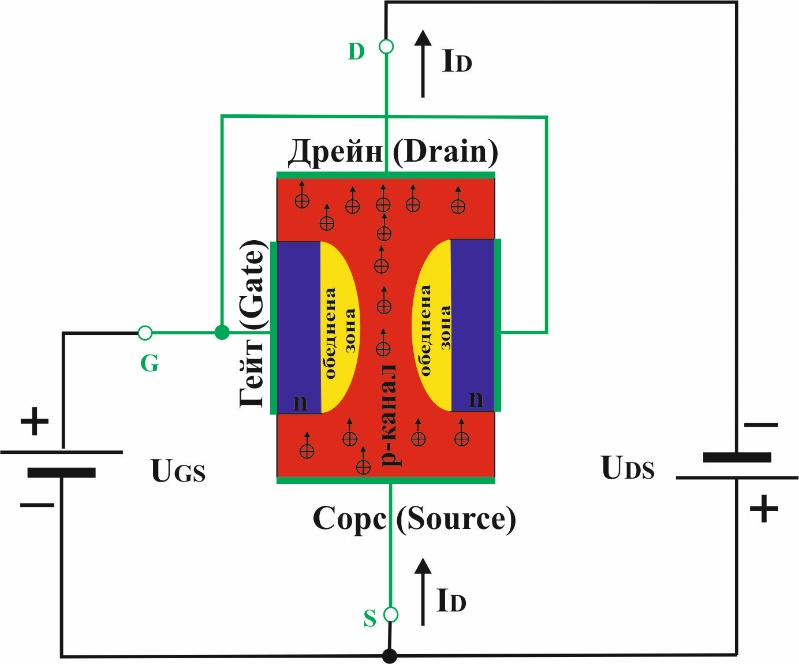 D
ID
Дрейн (Drain)
Гейт (Gate)
обеднена
зона
обеднена
зона
G
n
p-канал
n
+
−
UGS
UDS
−
+
Сорс (Source)
S
ID